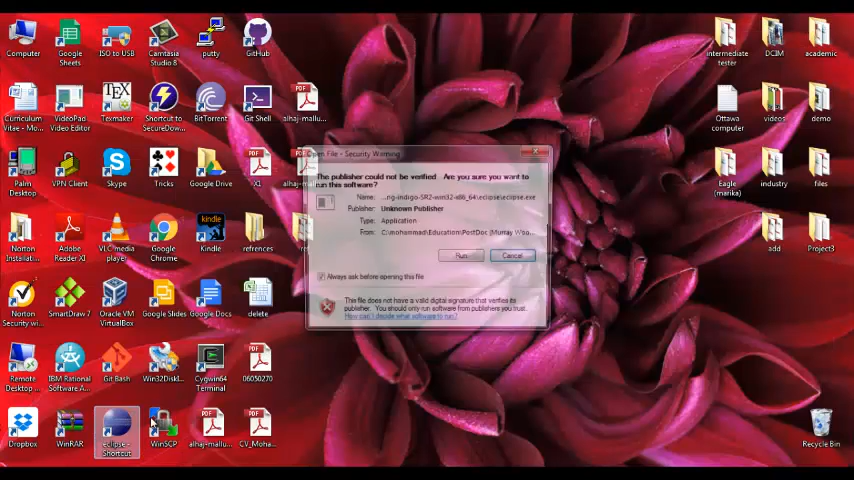 Computer
Google
Sheets
ISO to USB
Camtasia
Studio 8
putty
GitHub
intermediate
tester
DCIM
academic
Curriculum
Vitae - Mo...
VideoPad
Video Editor
Texmaker
Shortcut to
SecureDow...
BitTorrent
Git Shell
alhaj-mallu...
Ottawa
computer
videos
demo
Palm
Desktop
VPN Client
Skype
Tricks
Google Drive
X1
alhaj-m
Eagle
(marika)
industry
files
Open File - Security Warning
The publisher could not be verified. Are you sure you want to
run this software?
Name: ...ng-indigo-SR2-win32-x86_64\eclipse\eclipse.exe
Publisher: Unknown Publisher
Type: Application
From: C:\mohammad\Education\PostDoc (Murray Woo...
Run
Cancel
Always ask before opening this file
This file does not have a valid digital signature that verifies its
publisher. You should only run software from publishers you trust.
How can I decide what software to run?
Norton
Installat...
Adobe
Reader XI
VLC media
player
Google
Chrome
Kindle
refrences
add
Project3
Norton
Security wi...
SmartDraw 7
Oracle VM
VirtualBox
Google Slides
Google Docs
delete
Remote
Desktop ...
IBM Rational
Software A...
Git Bash
Win32Diskl...
Cygwin64
Terminal
06050270
Dropbox
WinRAR
eclipse -
Shortcut
WinSCP
alhaj-mallu...
CV_Moha...
Recycle Bin